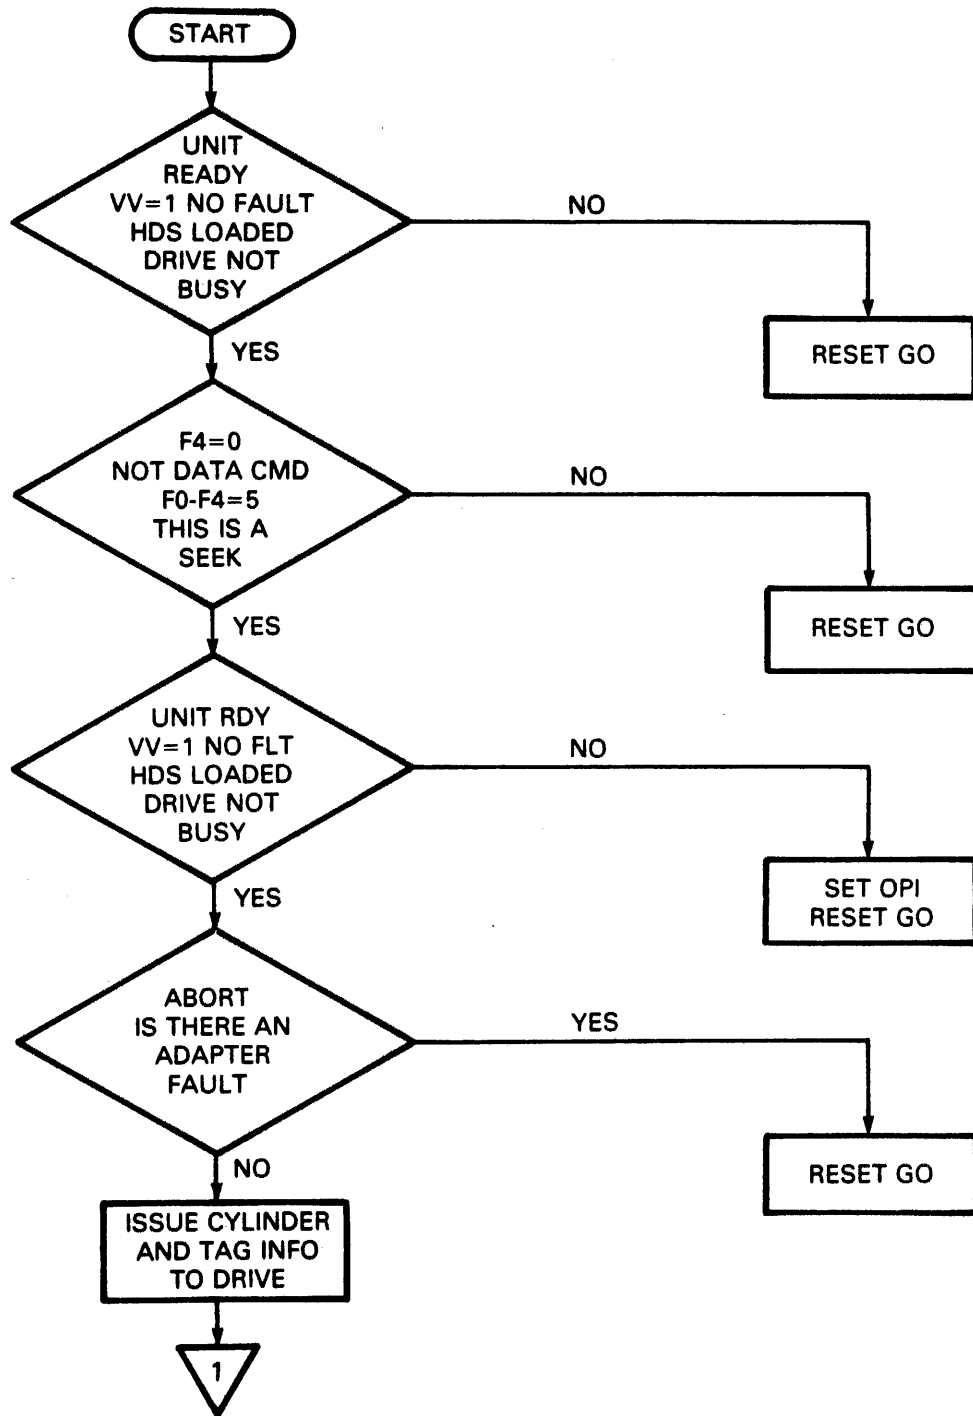 START
UNIT
READY
VV=1 NO FAULT
HDS LOADED
DRIVE NOT
BUSY
NO
RESET GO
YES
F4=0
NOT DATA CMD
F0-F4=5
THIS IS A
SEEK
NO
RESET GO
YES
UNIT RDY
VV=1 NO FLT
HDS LOADED
DRIVE NOT
BUSY
NO
SET OPI
RESET GO
YES
ABORT
IS THERE AN
ADAPTER
FAULT
YES
RESET GO
NO
ISSUE CYLINDER
AND TAG INFO
TO DRIVE
1